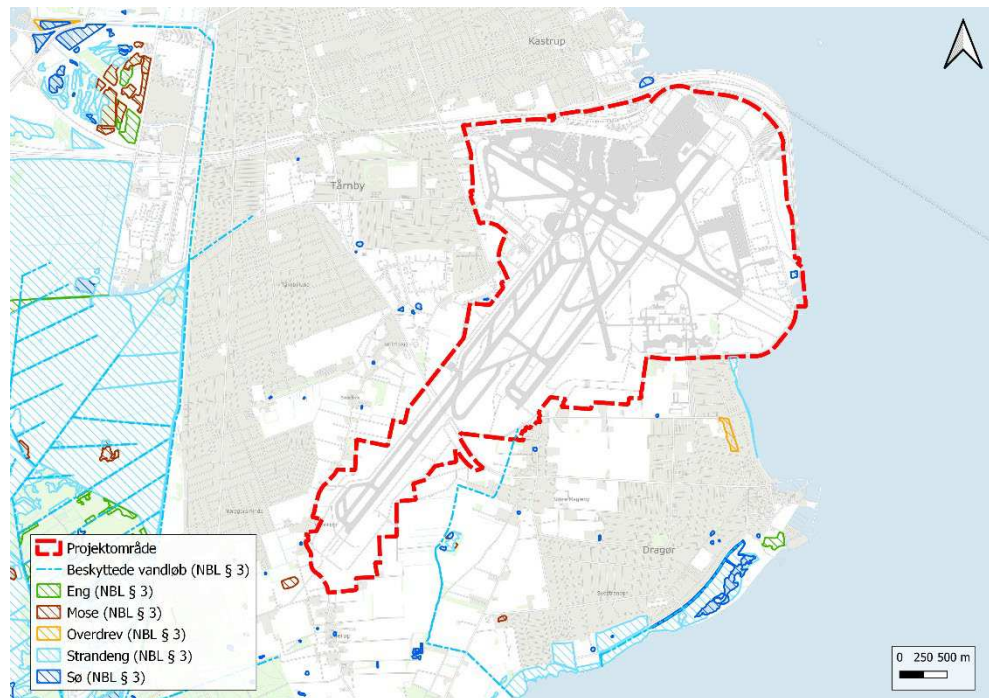 Kastrup
Tårnby
Dragør
Projektområde
Beskyttede vandløb (NBL § 3)
Eng (NBL § 3)
Mose (NBL § 3)
Overdrev (NBL § 3)
Strandeng (NBL § 3)
Sø (NBL § 3)
0 250 500 m